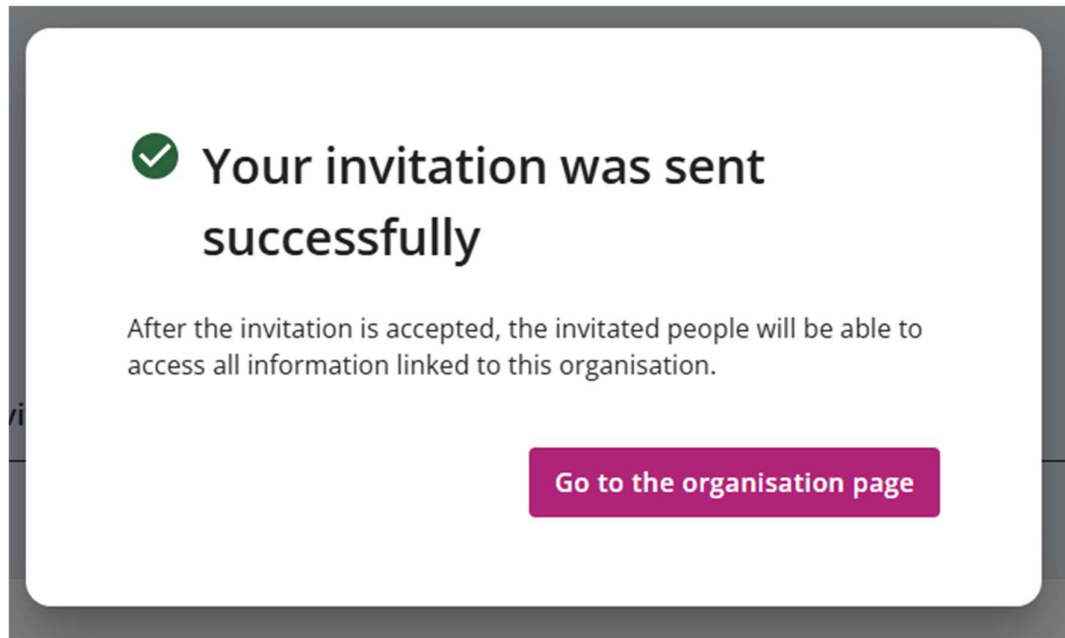 Your invitation was sent
successfully
After the invitation is accepted, the invitated people will be able to
access all information linked to this organisation.
vi
Go to the organisation page